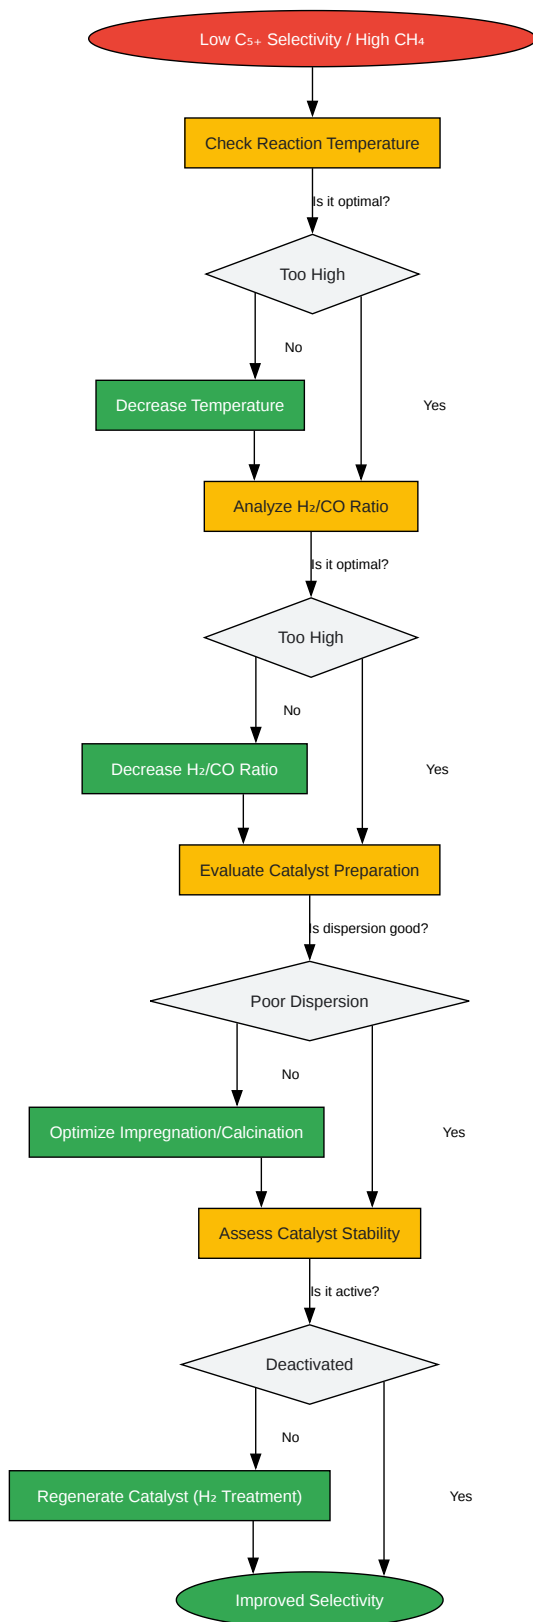 Low C₅₊ Selectivity / High CH₄
Check Reaction Temperature
Is it optimal?
Too High
No
Decrease Temperature
Yes
Analyze H₂/CO Ratio
Is it optimal?
Too High
No
Decrease H₂/CO Ratio
Yes
Evaluate Catalyst Preparation
Is dispersion good?
Poor Dispersion
No
Optimize Impregnation/Calcination
Yes
Assess Catalyst Stability
Is it active?
Deactivated
No
Regenerate Catalyst (H₂ Treatment)
Yes
Improved Selectivity